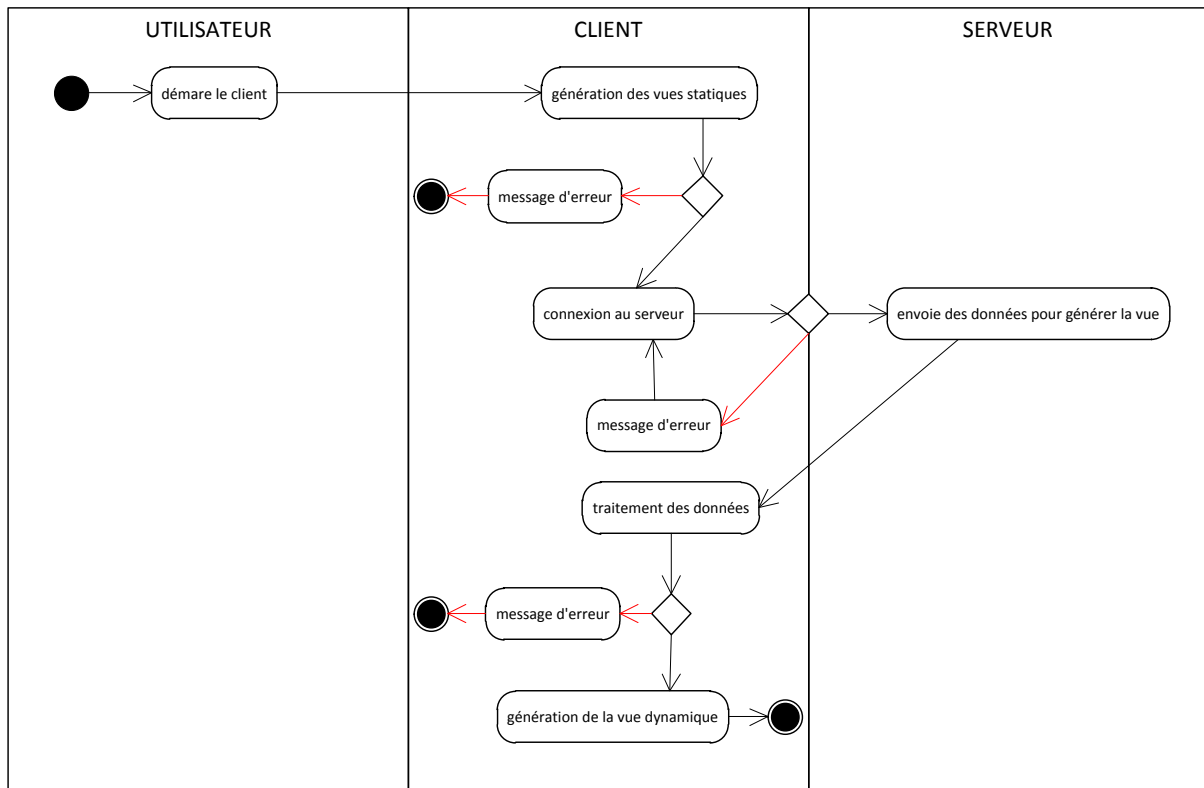 UTILISATEUR
CLIENT
SERVEUR
démare le client
génération des vues statiques
message d'erreur
connexion au serveur
envoie des données pour générer la vue
message d'erreur
traitement des données
message d'erreur
génération de la vue dynamique